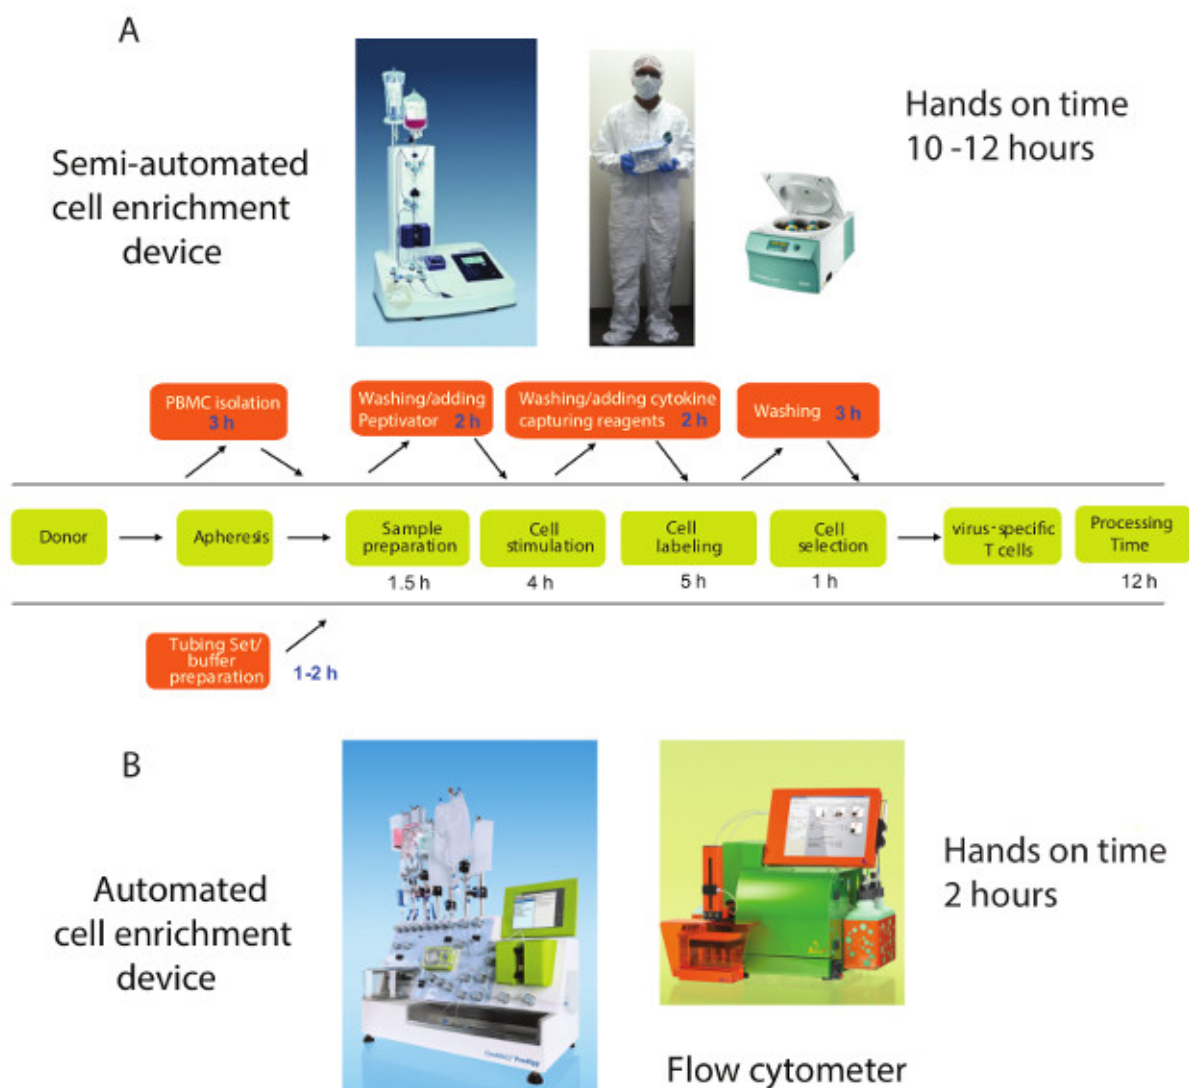 A
Semi-automated
cell enrichment
device
Hands on time
10 -12 hours
PBMC isolation
3 h
Washing/adding
Peptivator 2 h
Washing/adding cytokine
capturing reagents 2 h
Washing 3 h
Donor
Apheresis
Sample
preparation
1.5 h
Cell
stimulation
4 h
Cell
labeling
5 h
Cell
selection
1 h
virus-specific
T cells
Processing
Time
12 h
Tubing Set/
buffer
preparation
1-2 h
B
Automated
cell enrichment
device
Hands on time
2 hours
Flow cytometer